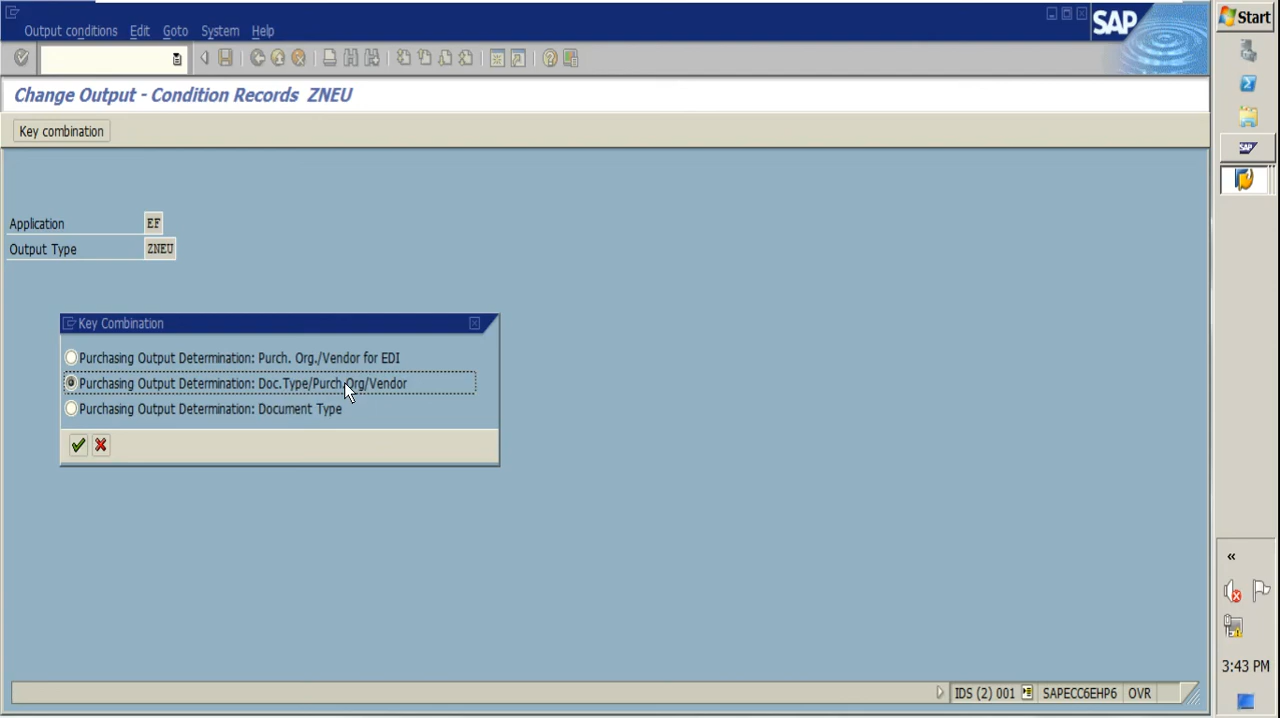 Output conditions Edit Goto System Help
SAP
Start
Change Output - Condition Records ZNEU
Key combination
SAP
Application EF
Output Type ZNEU
Key Combination
Purchasing Output Determination: Purch. Org./Vendor for EDI
Purchasing Output Determination: Doc.Type/Purch.Org/Vendor
Purchasing Output Determination: Document Type
«
3:43 PM
IDS (2) 001 SAPECC6EHP6 OVR